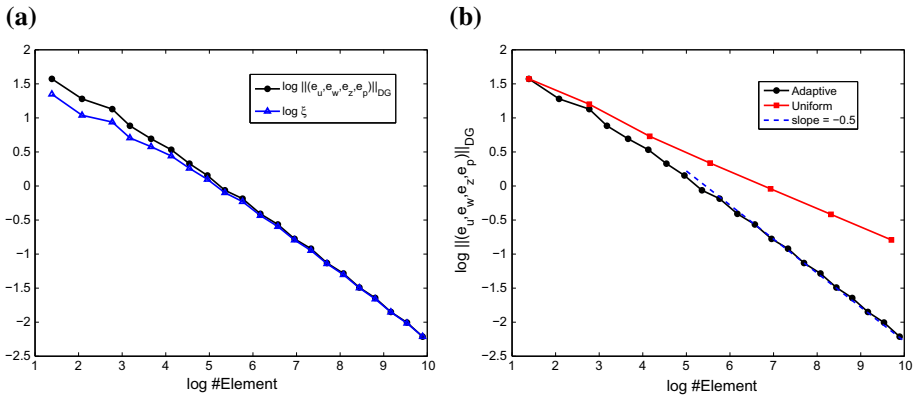 (a)
2
1.5
1
0.5
0
−0.5
−1
−1.5
−2
−2.5
1 2 3 4 5 6 7 8 9 10
log #Element
log ||(e_u,e_w,e_z,e_p)||_DG
log ξ
(b)
log ||(e_u,e_w,e_z,e_p)||_DG
2
1.5
1
0.5
0
−0.5
−1
−1.5
−2
−2.5
1 2 3 4 5 6 7 8 9 10
log #Element
Adaptive
Uniform
slope = −0.5